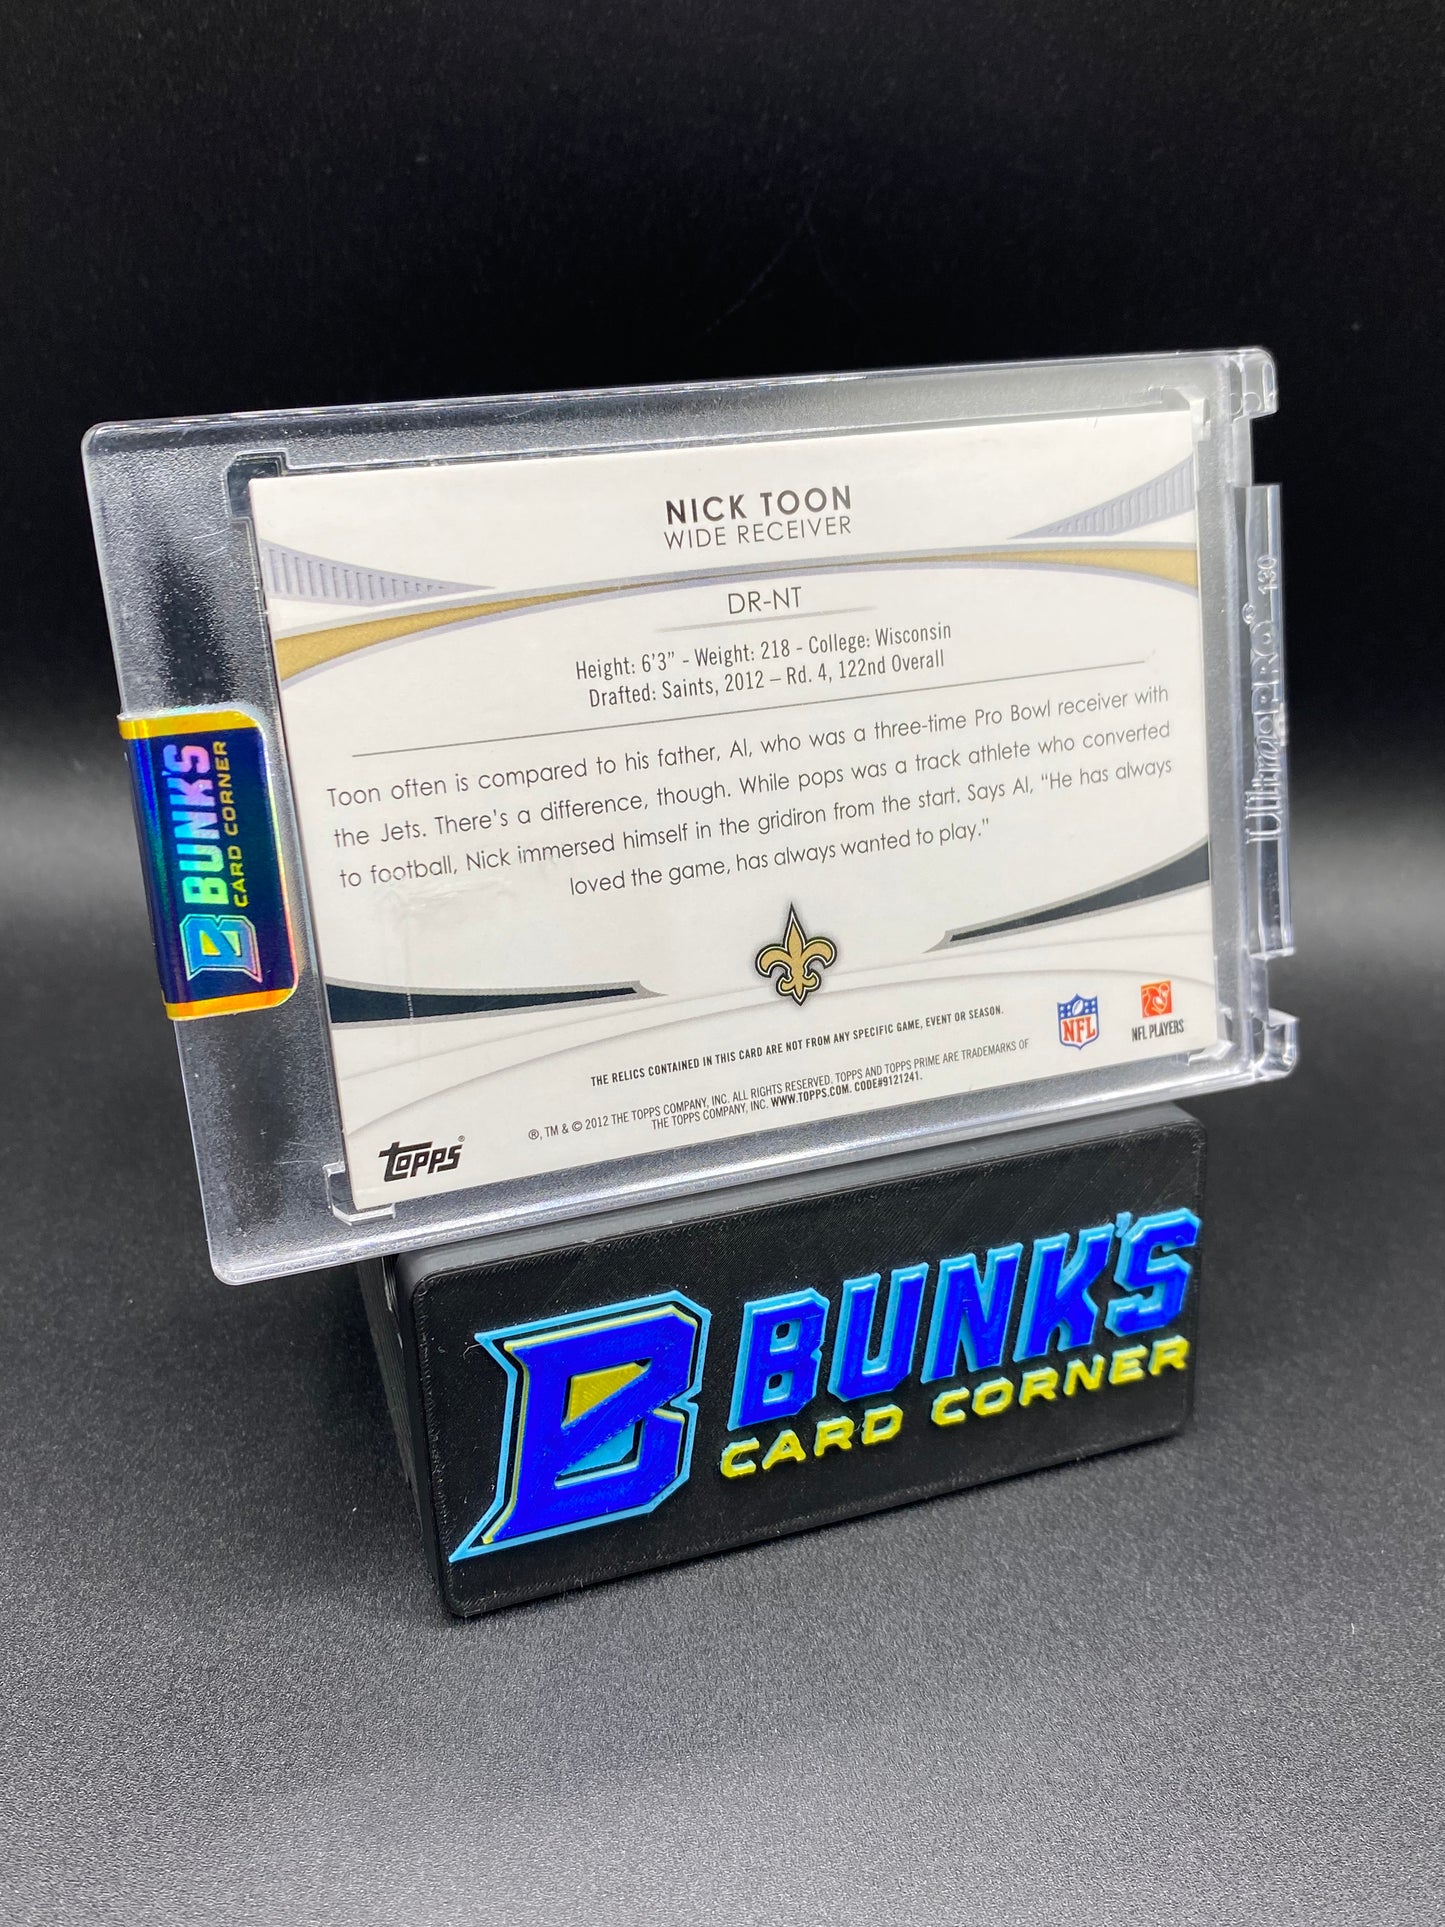 NICK TOON
WIDE RECEIVER
DR-NT
Height: 6'3" - Weight: 218 - College: Wisconsin
Drafted: Saints, 2012 – Rd. 4, 122nd Overall
Toon often is compared to his father, Al, who was a three-time Pro Bowl receiver with
the Jets. There's a difference, though. While pops was a track athlete who converted
to football, Nick immersed himself in the gridiron from the start. Says Al, "He has always
loved the game, has always wanted to play."
THE RELICS CONTAINED IN THIS CARD ARE NOT FROM ANY SPECIFIC GAME, EVENT OR SEASON.
®, TM & © 2012 THE TOPPS COMPANY, INC. ALL RIGHTS RESERVED. TOPPS AND TOPPS PRIME ARE TRADEMARKS OF
THE TOPPS COMPANY, INC. WWW.TOPPS.COM. CODE#9121241.
NFL
NFL PLAYERS
topps®
B BUNK'S
CARD CORNER
UltraPRO® 130
B BUNK'S
CARD CORNER